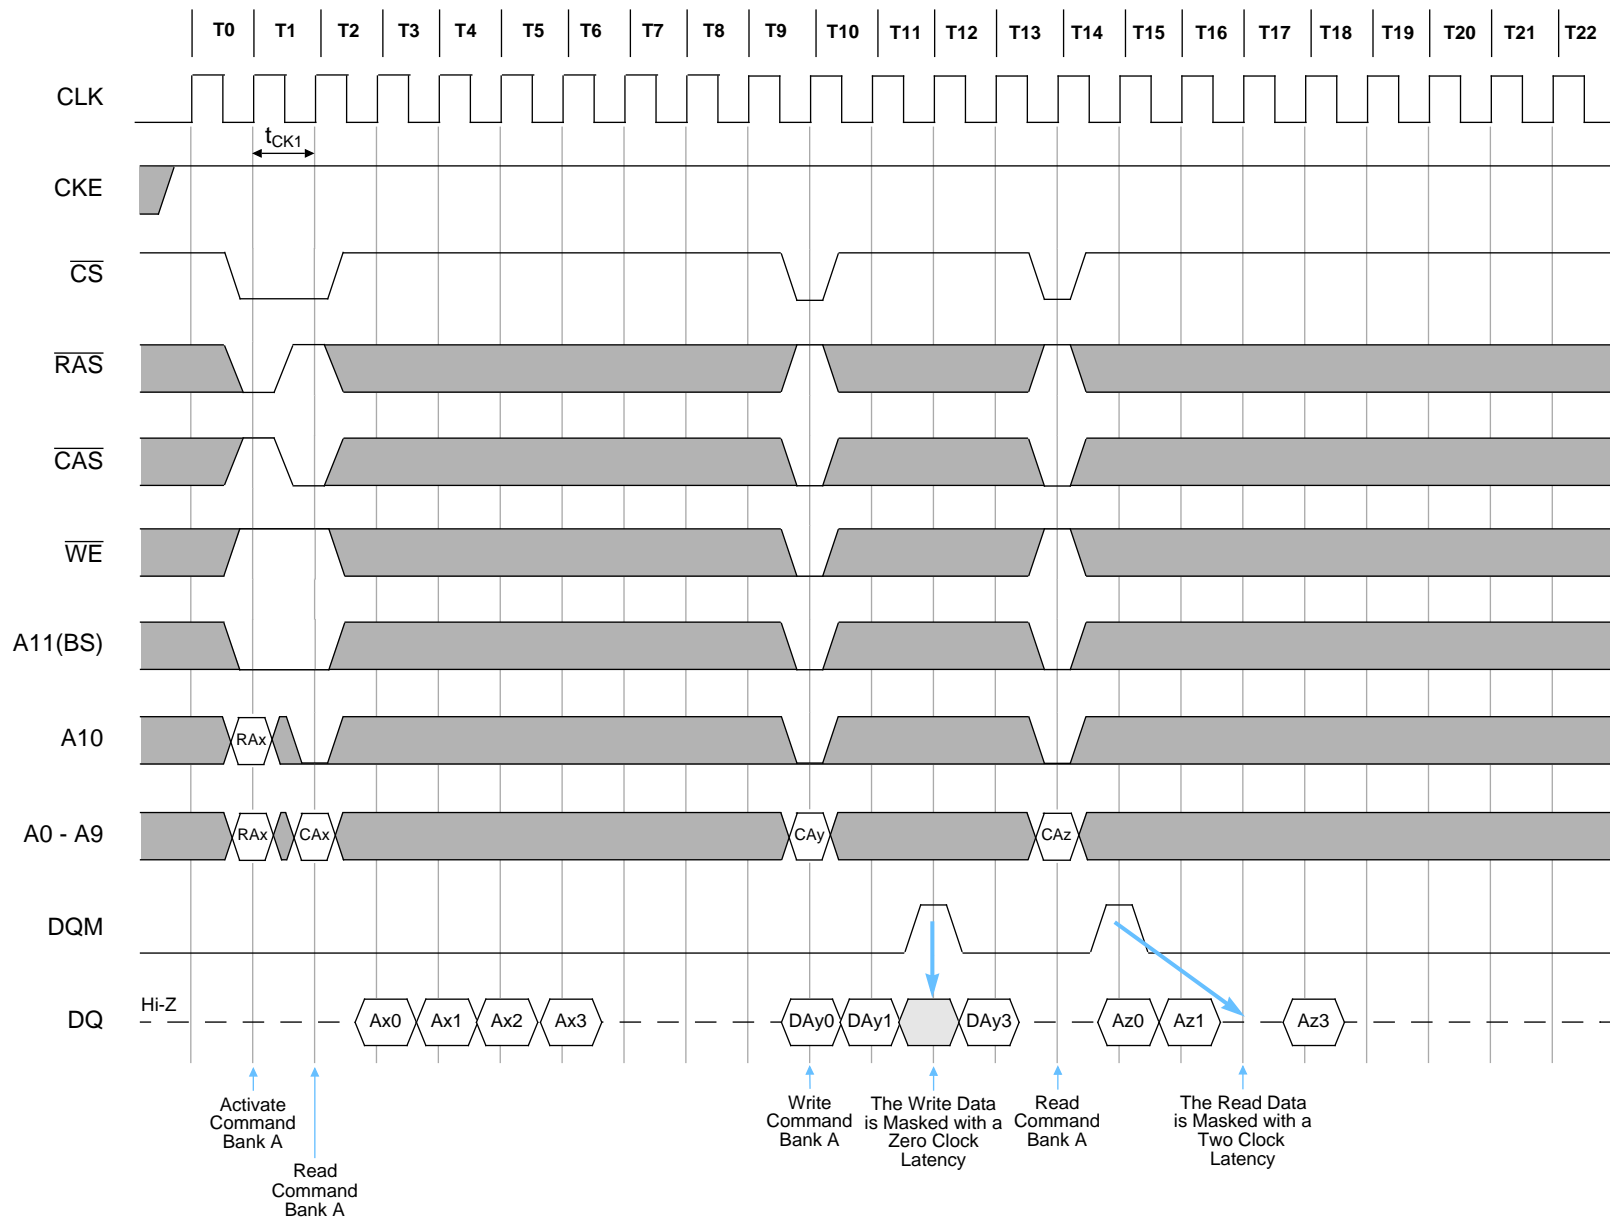 T0 T1 T2 T3 T4 T5 T6 T7 T8 T9 T10 T11 T12 T13 T14 T15 T16 T17 T18 T19 T20 T21 T22
CLK
tCK1
CKE
CS
RAS
CAS
WE
A11(BS)
A10 RAx
A0 - A9 RAx CAx CAy CAz
DQM
Hi-Z
DQ Ax0 Ax1 Ax2 Ax3 DAy0 DAy1 DAy3 Az0 Az1 Az3
Activate
Command
Bank A
Read
Command
Bank A
Write
Command
Bank A
The Write Data
is Masked with a
Zero Clock
Latency
Read
Command
Bank A
The Read Data
is Masked with a
Two Clock
Latency